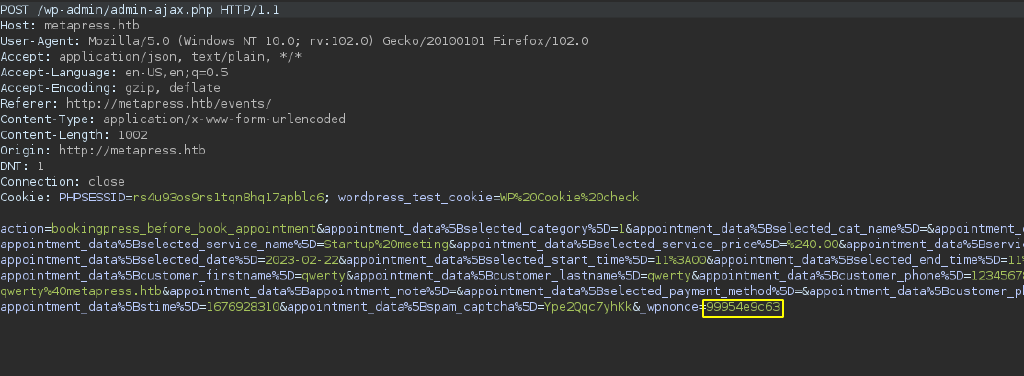 POST /wp-admin/admin-ajax.php HTTP/1.1
Host: metapress.htb
User-Agent: Mozilla/5.0 (Windows NT 10.0; rv:102.0) Gecko/20100101 Firefox/102.0
Accept: application/json, text/plain, */*
Accept-Language: en-US,en;q=0.5
Accept-Encoding: gzip, deflate
Referer: http://metapress.htb/events/
Content-Type: application/x-www-form-urlencoded
Content-Length: 1002
Origin: http://metapress.htb
DNT: 1
Connection: close
Cookie: PHPSESSID=rs4u93os9rs1tqn8hq17apblc6; wordpress_test_cookie=WP%20Cookie%20check
action=bookingpress_before_book_appointment&appointment_data%5Bselected_category%5D=1&appointment_data%5Bselected_cat_name%5D=&appointment_d
appointment_data%5Bselected_service_name%5D=Startup%20meeting&appointment_data%5Bselected_service_price%5D=%240.00&appointment_data%5Bservi
appointment_data%5Bselected_date%5D=2023-02-22&appointment_data%5Bselected_start_time%5D=11%3A00&appointment_data%5Bselected_end_time%5D=11%
appointment_data%5Bcustomer_firstname%5D=qwerty&appointment_data%5Bcustomer_lastname%5D=qwerty&appointment_data%5Bcustomer_phone%5D=12345678
qwerty%40metapress.htb&appointment_data%5Bappointment_note%5D=&appointment_data%5Bselected_payment_method%5D=&appointment_data%5Bcustomer_ph
appointment_data%5Bstime%5D=1676928310&appointment_data%5Bspam_captcha%5D=Ype2Qqc7yhKk&_wpnonce=99954e9c63